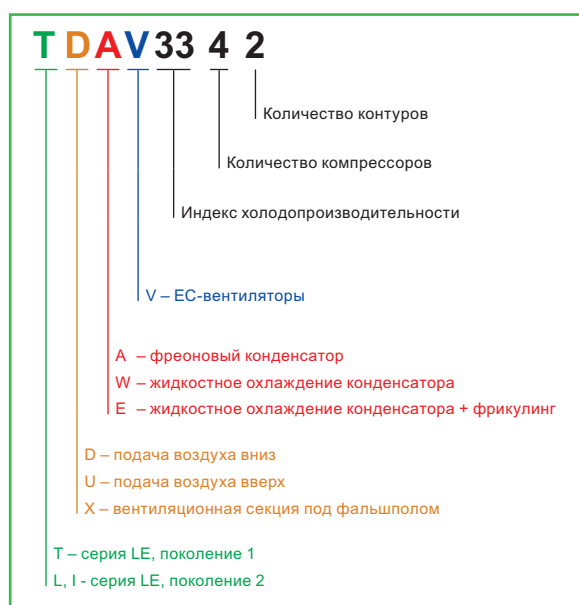 T D A V 33 4 2
Количество контуров
Количество компрессоров
Индекс холодопроизводительности
V – ЕС-вентиляторы
A – фреоновый конденсатор
W – жидкостное охлаждение конденсатора
E – жидкостное охлаждение конденсатора + фрикулинг
D – подача воздуха вниз
U – подача воздуха вверх
X – вентиляционная секция под фальшполом
T – серия LE, поколение 1
L, I - серия LE, поколение 2